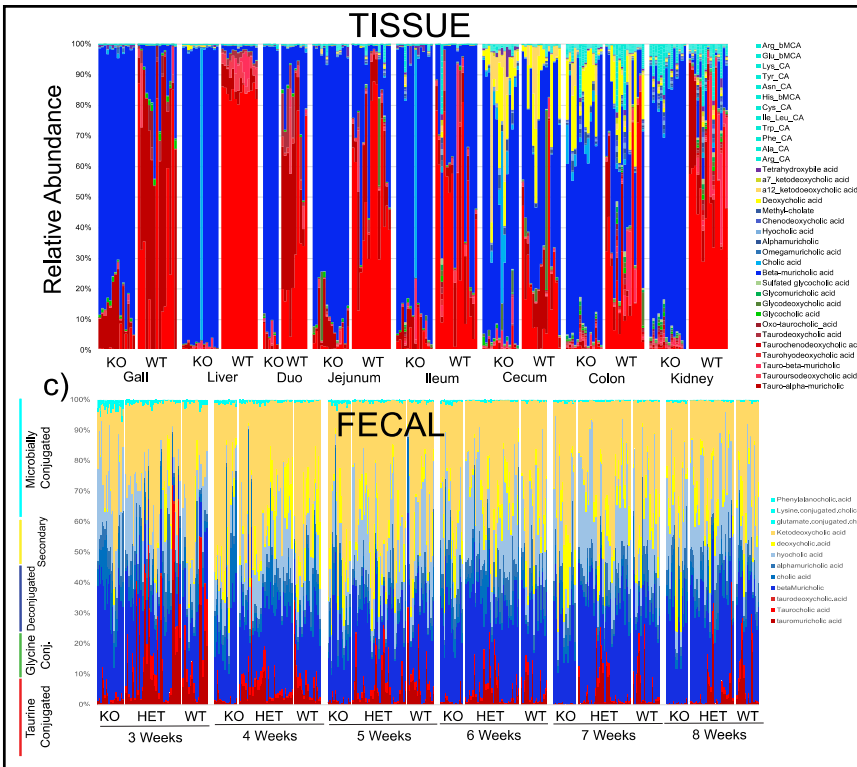 TISSUE
Relative Abundance
100%
90%
80%
70%
60%
50%
40%
30%
20%
10%
0%
KO WT KO WT KO WT KO WT KO WT KO WT KO WT KO WT
Gall Liver Duo Jejunum Ileum Cecum Colon Kidney
Arg_bMCA
Glu_bMCA
Lys_CA
Tyr_CA
Asn_CA
His_bMCA
Cys_CA
Ile_Leu_CA
Trp_CA
Phe_CA
Ala_CA
Arg_CA
Tetrahydroxybile acid
a7_ketodeoxycholic acid
a12_ketodoeoxycholic acid
Deoxycholic acid
Methyl-cholate
Chenodeoxycholic acid
Hyocholic acid
Alphamuricholic
Omegamuricholic acid
Cholic acid
Beta-muricholic acid
Sulfated glycocholic acid
Glycomuricholic acid
Glycodeoxycholic acid
Glycocholic acid
Oxo-taurocholic_acid
Taurodeoxycholic acid
Taurochenodeoxycholic acid
Taurohyodeoxycholic acid
Tauro-beta-muricholic
Tauroursodeoxycholic acid
Tauro-alpha-muricholic
c)
FECAL
Microbially
Conjugated
Secondary
Deconjugated
Glycine
Conj.
Taurine
Conjugated
100%
90%
80%
70%
60%
50%
40%
30%
20%
10%
0%
KO HET WT KO HET WT KO HET WT KO HET WT KO HET WT KO HET WT
3 Weeks 4 Weeks 5 Weeks 6 Weeks 7 Weeks 8 Weeks
Phenylalanocholic,acid
Lysine,conjugated,cholic
glutamate,conjugated,ch
Ketodeoxycholic acid
deoxycholic,acid
hyocholic acid
alphamuricholic acid
cholic acid
betaMuricholic
taurodeoxycholic.acid
Taurocholic acid
tauromuricholic acid